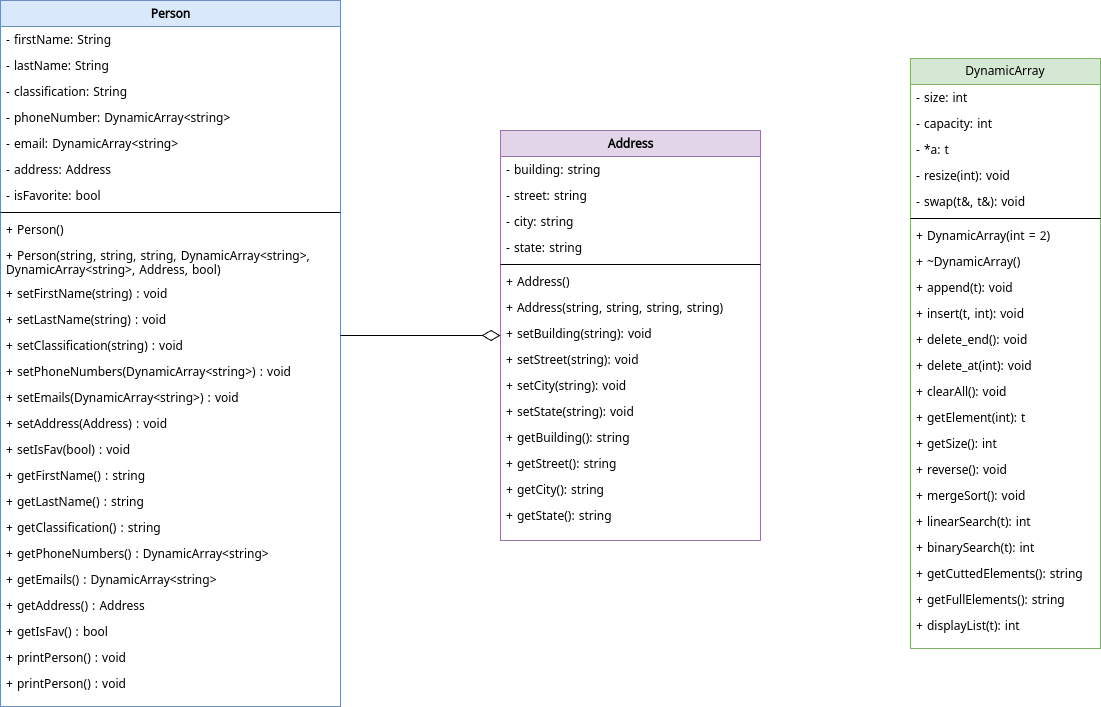 Person
- firstName: String
- lastName: String
- classification: String
- phoneNumber: DynamicArray<string>
- email: DynamicArray<string>
- address: Address
- isFavorite: bool
+ Person()
+ Person(string, string, string, DynamicArray<string>,
DynamicArray<string>, Address, bool)
+ setFirstName(string) : void
+ setLastName(string) : void
+ setClassification(string) : void
+ setPhoneNumbers(DynamicArray<string>) : void
+ setEmails(DynamicArray<string>) : void
+ setAddress(Address) : void
+ setIsFav(bool) : void
+ getFirstName() : string
+ getLastName() : string
+ getClassification() : string
+ getPhoneNumbers() : DynamicArray<string>
+ getEmails() : DynamicArray<string>
+ getAddress() : Address
+ getIsFav() : bool
+ printPerson() : void
+ printPerson() : void
Address
- building: string
- street: string
- city: string
- state: string
+ Address()
+ Address(string, string, string, string)
+ setBuilding(string): void
+ setStreet(string): void
+ setCity(string): void
+ setState(string): void
+ getBuilding(): string
+ getStreet(): string
+ getCity(): string
+ getState(): string
DynamicArray
- size: int
- capacity: int
- *a: t
- resize(int): void
- swap(t&, t&): void
+ DynamicArray(int = 2)
+ ~DynamicArray()
+ append(t): void
+ insert(t, int): void
+ delete_end(): void
+ delete_at(int): void
+ clearAll(): void
+ getElement(int): t
+ getSize(): int
+ reverse(): void
+ mergeSort(): void
+ linearSearch(t): int
+ binarySearch(t): int
+ getCuttedElements(): string
+ getFullElements(): string
+ displayList(t): int